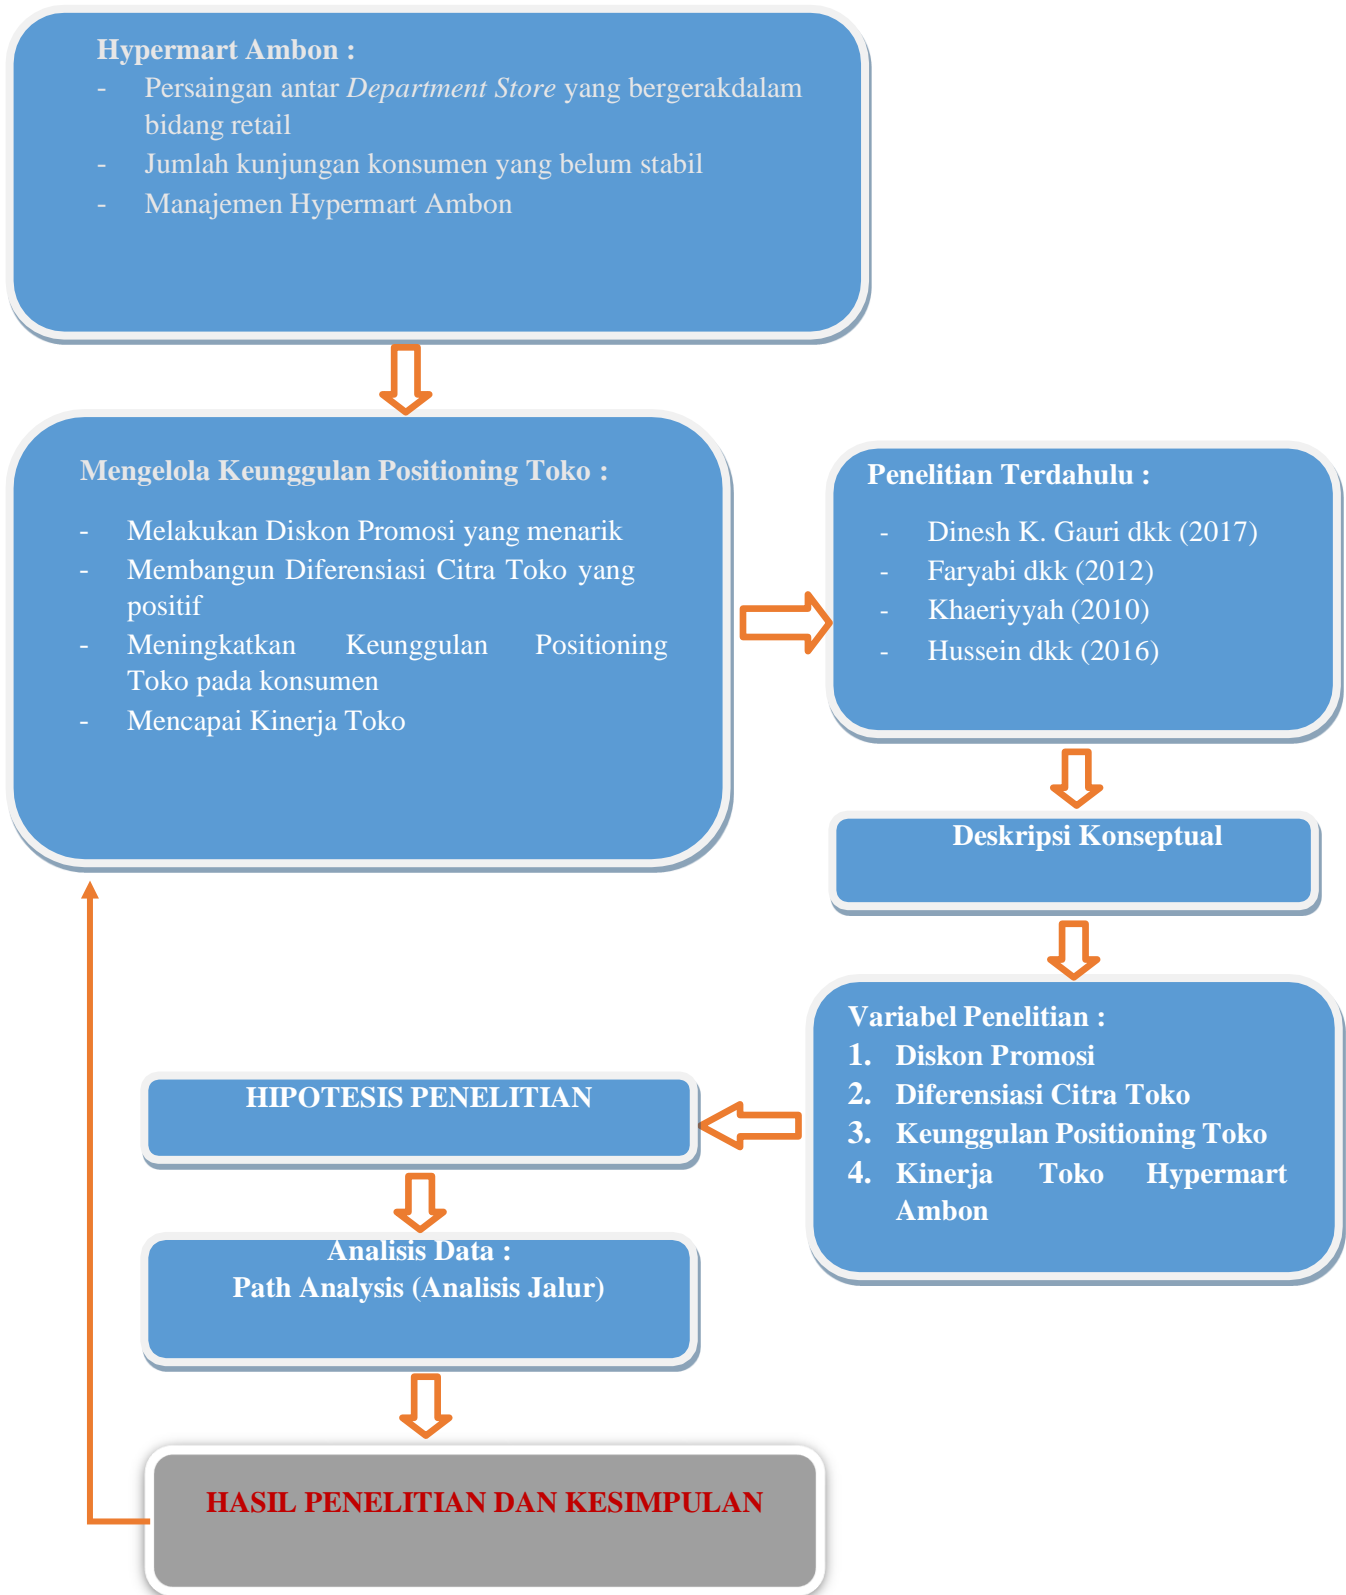 Hypermart Ambon :
- Persaingan antar Department Store yang bergerakdalam
bidang retail
- Jumlah kunjungan konsumen yang belum stabil
- Manajemen Hypermart Ambon
Mengelola Keunggulan Positioning Toko :
- Melakukan Diskon Promosi yang menarik
- Membangun Diferensiasi Citra Toko yang
positif
- Meningkatkan Keunggulan Positioning
Toko pada konsumen
- Mencapai Kinerja Toko
Penelitian Terdahulu :
- Dinesh K. Gauri dkk (2017)
- Faryabi dkk (2012)
- Khaeriyyah (2010)
- Hussein dkk (2016)
Deskripsi Konseptual
Variabel Penelitian :
1. Diskon Promosi
2. Diferensiasi Citra Toko
3. Keunggulan Positioning Toko
4. Kinerja Toko Hypermart
Ambon
HIPOTESIS PENELITIAN
Analisis Data :
Path Analysis (Analisis Jalur)
HASIL PENELITIAN DAN KESIMPULAN